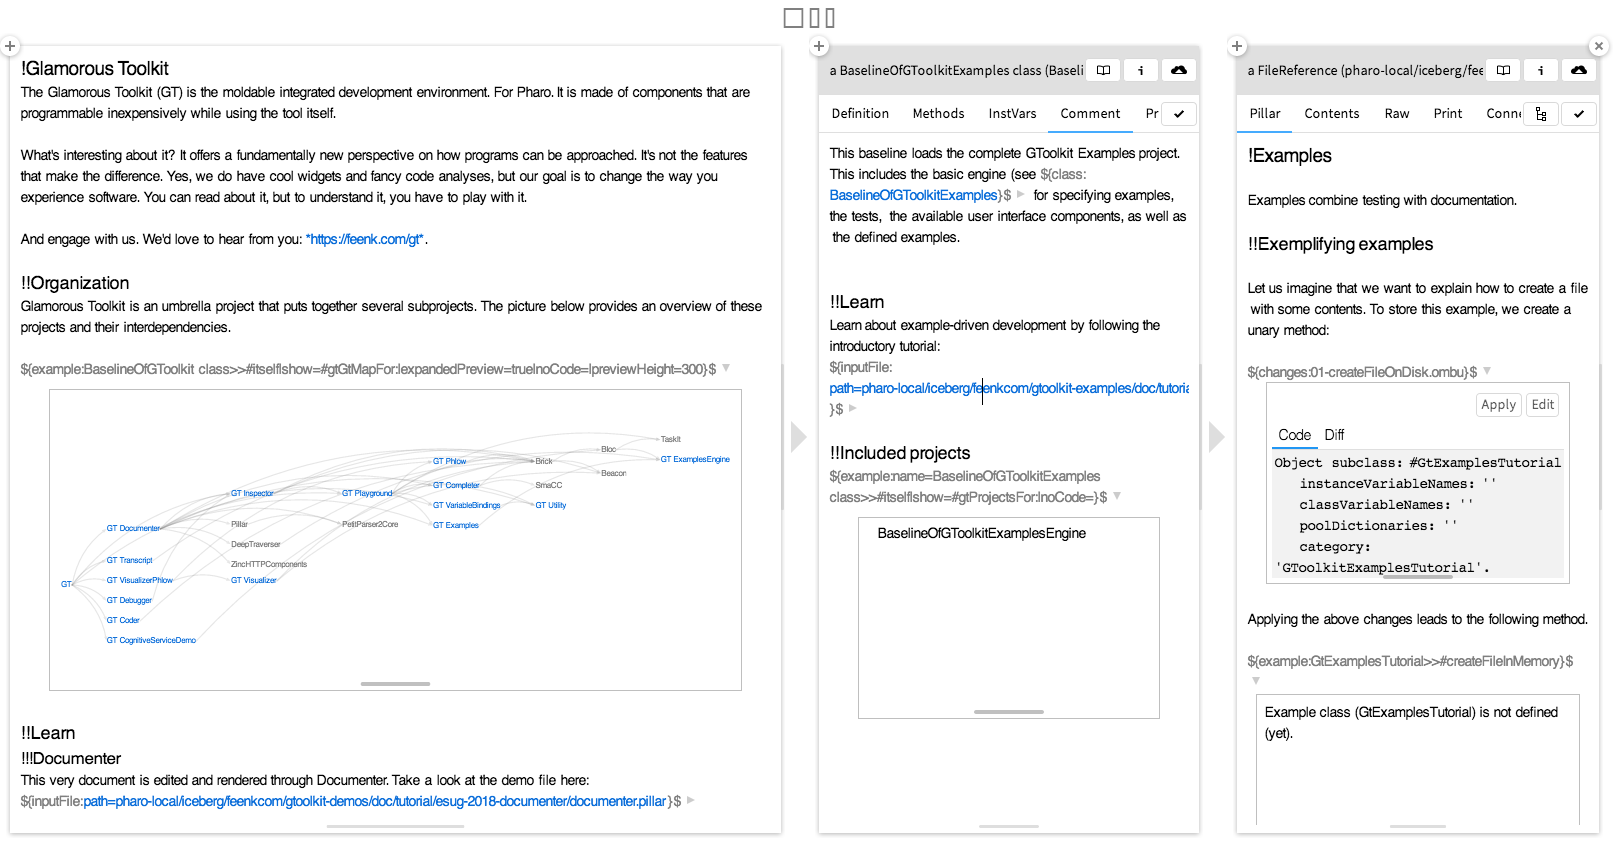 !Glamorous Toolkit
The Glamorous Toolkit (GT) is the moldable integrated development environment. For Pharo. It is made of components that are
programmable inexpensively while using the tool itself.
What's interesting about it? It offers a fundamentally new perspective on how programs can be approached. It's not the features
that make the difference. Yes, we do have cool widgets and fancy code analyses, but our goal is to change the way you
experience software. You can read about it, but to understand it, you have to play with it.
And engage with us. We'd love to hear from you: *https://feenk.com/gt*.
!!Organization
Glamorous Toolkit is an umbrella project that puts together several subprojects. The picture below provides an overview of these
projects and their interdependencies.
${example:BaselineOfGToolkit class>>#itself|show=#gtGtMapFor:|expandedPreview=true|noCode=|previewHeight=300}$
TaskIt
Bloc
GT Phlow
Brick
GT ExamplesEngine
Beacon
GT Completer
SmaCC
GT Inspector
GT Playground
GT VariableBindings
GT Utility
GT Documenter
Pillar
PetitParser2Core
GT Examples
DeepTraverser
GT Transcript
ZincHTTPComponents
GT
GT VisualizerPhlow
GT Visualizer
GT Debugger
GT Coder
GT CognitiveServiceDemo
!!Learn
!!!Documenter
This very document is edited and rendered through Documenter. Take a look at the demo file here:
${inputFile:path=pharo-local/iceberg/feenkcom/gtoolkit-demos/doc/tutorial/esug-2018-documenter/documenter.pillar}$
a BaselineOfGToolkitExamples class (Baseli
i
Definition Methods InstVars Comment Pr
This baseline loads the complete GToolkit Examples project.
This includes the basic engine (see ${class:
BaselineOfGToolkitExamples}$ for specifying examples,
the tests, the available user interface components, as well as
the defined examples.
!!Learn
Learn about example-driven development by following the
introductory tutorial:
${inputFile:
path=pharo-local/iceberg/feenkcom/gtoolkit-examples/doc/tutoria
}$
!!Included projects
${example:name=BaselineOfGToolkitExamples
class>>#itself|show=#gtProjectsFor:|noCode=}$
BaselineOfGToolkitExamplesEngine
a FileReference (pharo-local/iceberg/fee
i
Pillar Contents Raw Print Conne
!Examples
Examples combine testing with documentation.
!!Exemplifying examples
Let us imagine that we want to explain how to create a file
with some contents. To store this example, we create a
unary method:
${changes:01-createFileOnDisk.ombu}$
Apply Edit
Code Diff
Object subclass: #GtExamplesTutorial
instanceVariableNames: ''
classVariableNames: ''
poolDictionaries: ''
category:
'GToolkitExamplesTutorial'.
Applying the above changes leads to the following method.
${example:GtExamplesTutorial>>#createFileInMemory}$
Example class (GtExamplesTutorial) is not defined
(yet).